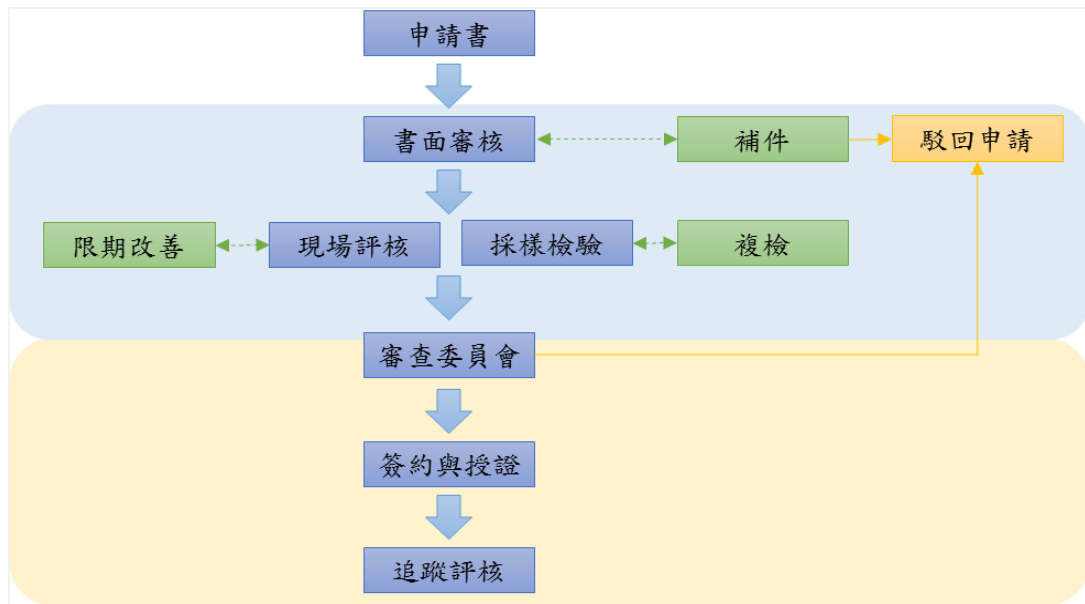 申請書
書面審核
補件
駁回申請
限期改善
現場評核
採樣檢驗
複檢
審查委員會
簽約與授證
追蹤評核